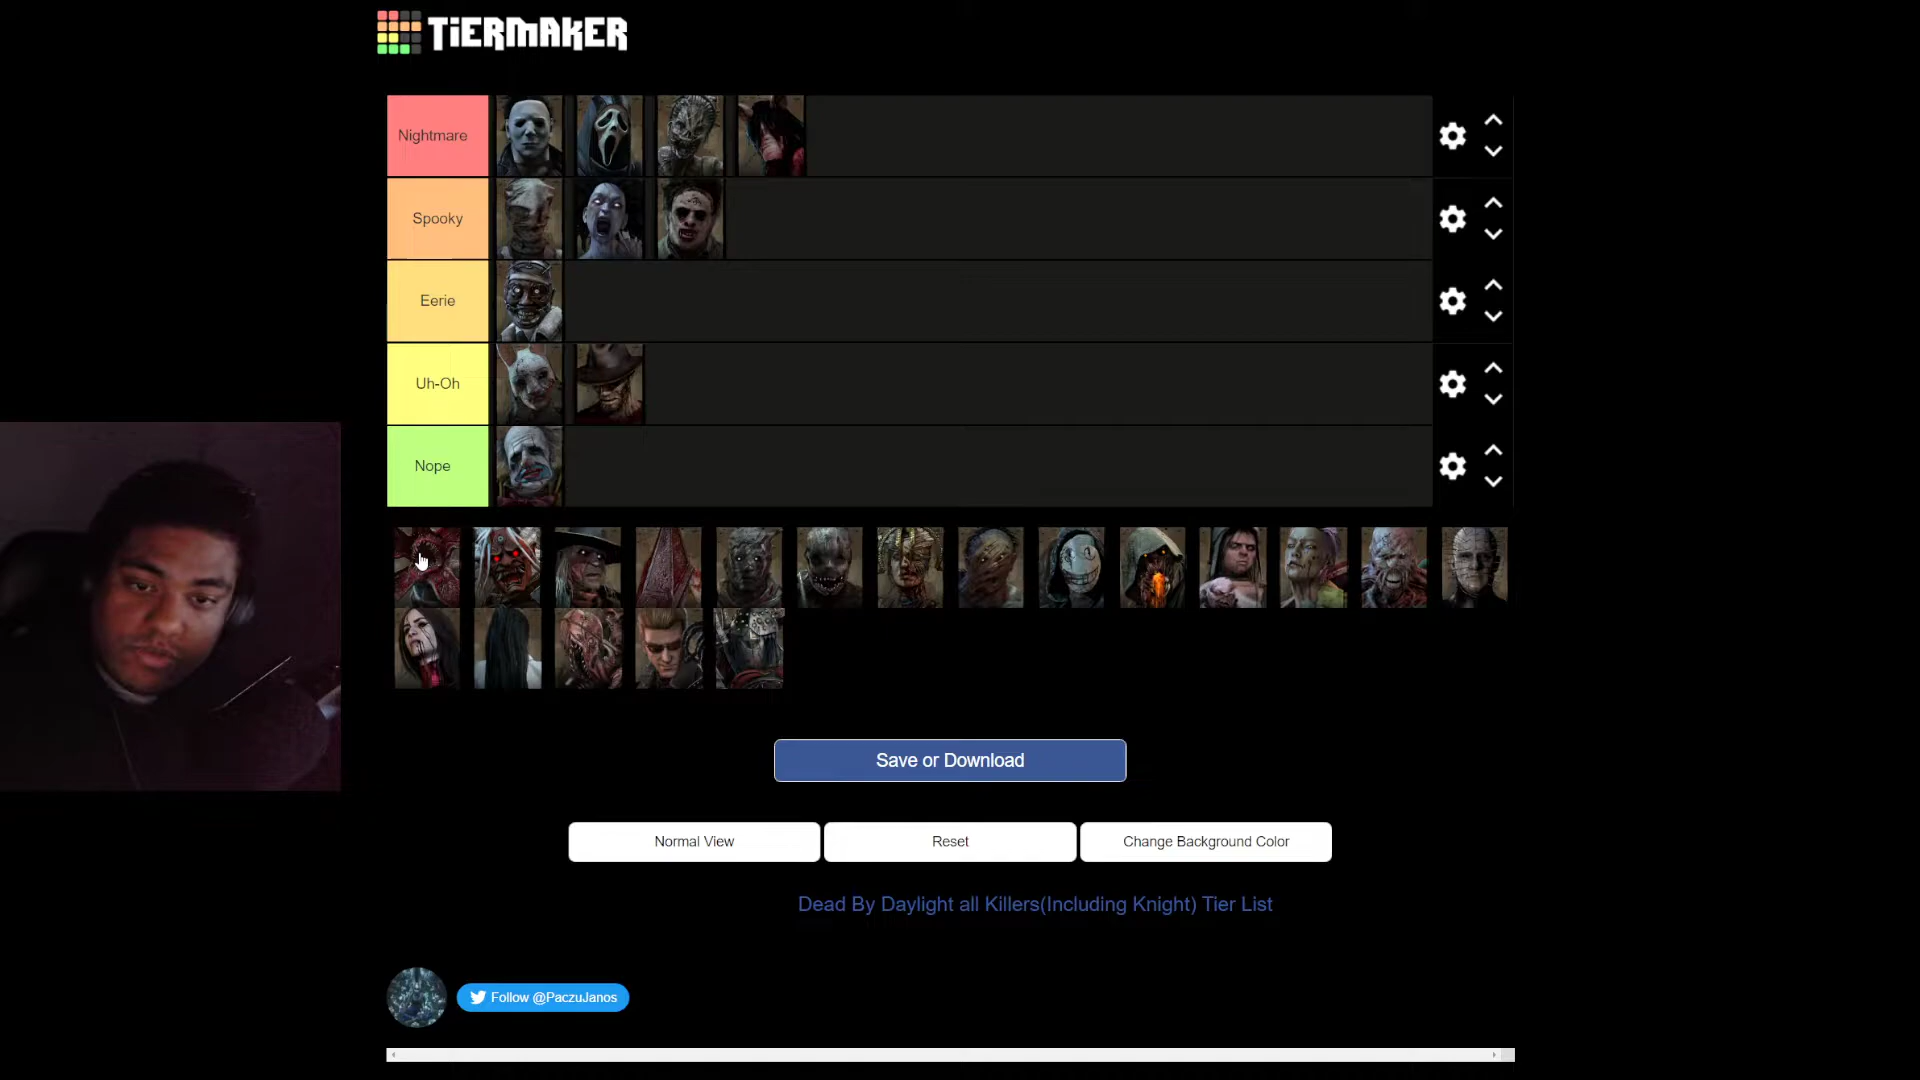 TiERMAKER
Nightmare
Spooky
Eerie
Uh-Oh
Nope
Save or Download
Normal View
Reset
Change Background Color
Dead By Daylight all Killers(Including Knight) Tier List
Follow @PaczuJanos